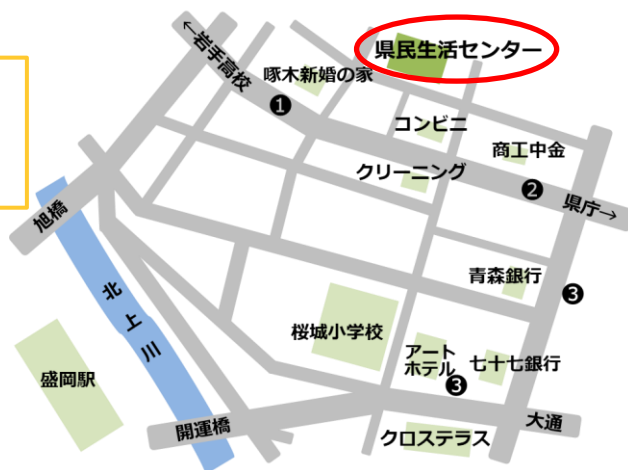 ←岩手高校
県民生活センター
啄木新婚の家
❶
コンビニ
商工中金
クリーニング
❷
県庁→
旭橋
北上川
青森銀行
❸
桜城小学校
アート
ホテル
七十七銀行
❸
盛岡駅
開運橋
大通
クロステラス